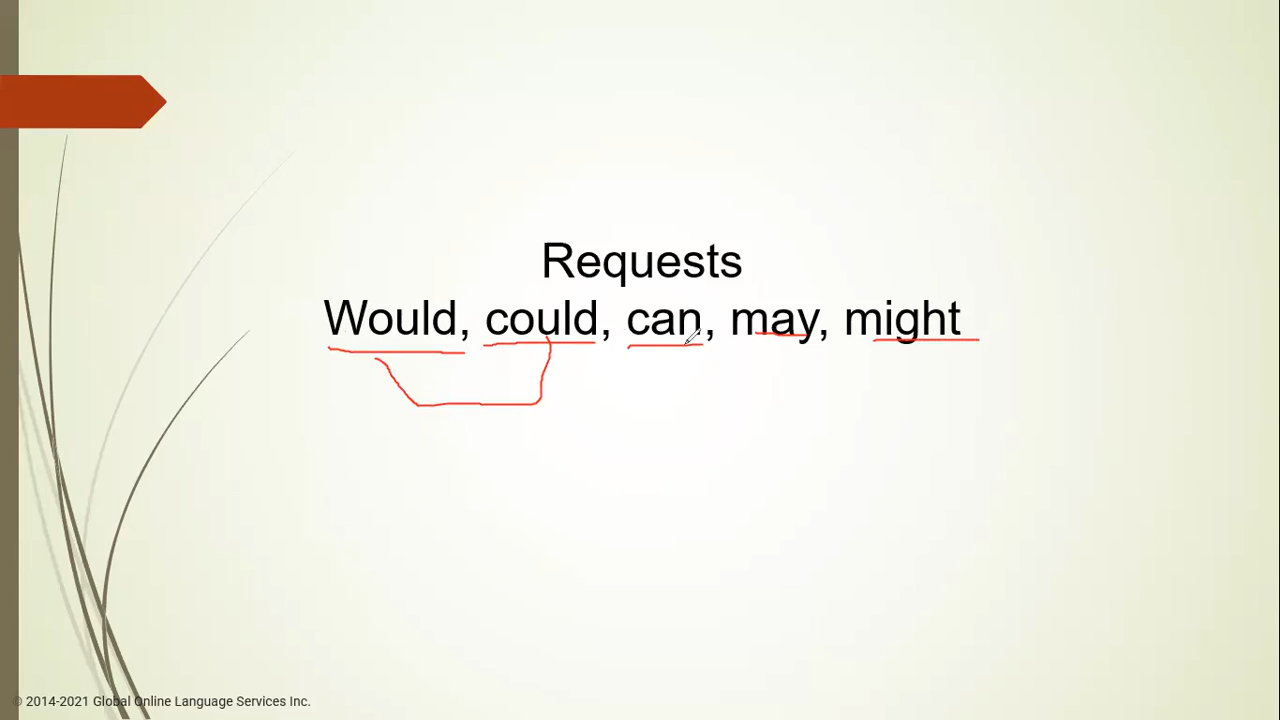 Requests
Would, could, can, may, might
© 2014-2021 Global Online Language Services Inc.